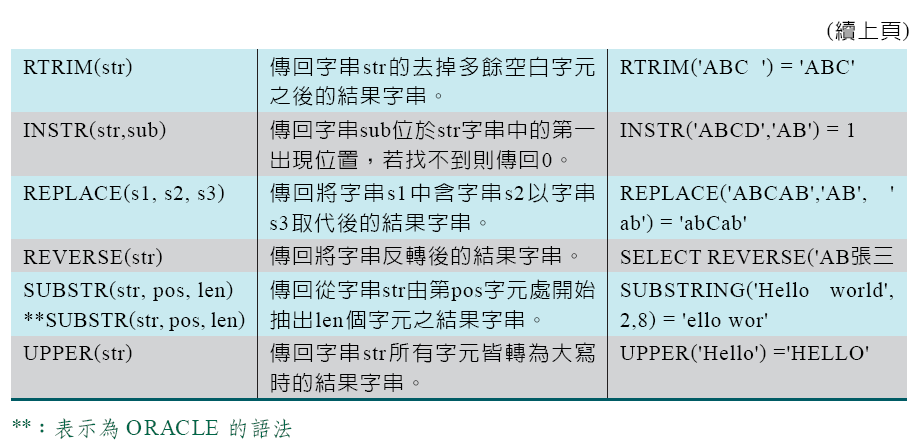 (續上頁)
RTRIM(str)
傳回字串str的去掉多餘空白字元
之後的結果字串。
RTRIM('ABC  ') = 'ABC'
INSTR(str,sub)
傳回字串sub位於str字串中的第一
出現位置，若找不到則傳回0。
INSTR('ABCD','AB') = 1
REPLACE(s1, s2, s3)
傳回將字串s1中含字串s2以字串
s3取代後的結果字串。
REPLACE('ABCAB','AB', '
ab') = 'abCab'
REVERSE(str)
傳回將字串反轉後的結果字串。
SELECT REVERSE('AB張三
SUBSTR(str, pos, len)
**SUBSTR(str, pos, len)
傳回從字串str由第pos字元處開始
抽出len個字元之結果字串。
SUBSTRING('Hello world',
2,8) = 'ello wor'
UPPER(str)
傳回字串str所有字元皆轉為大寫
時的結果字串。
UPPER('Hello') ='HELLO'
**：表示為 ORACLE 的語法